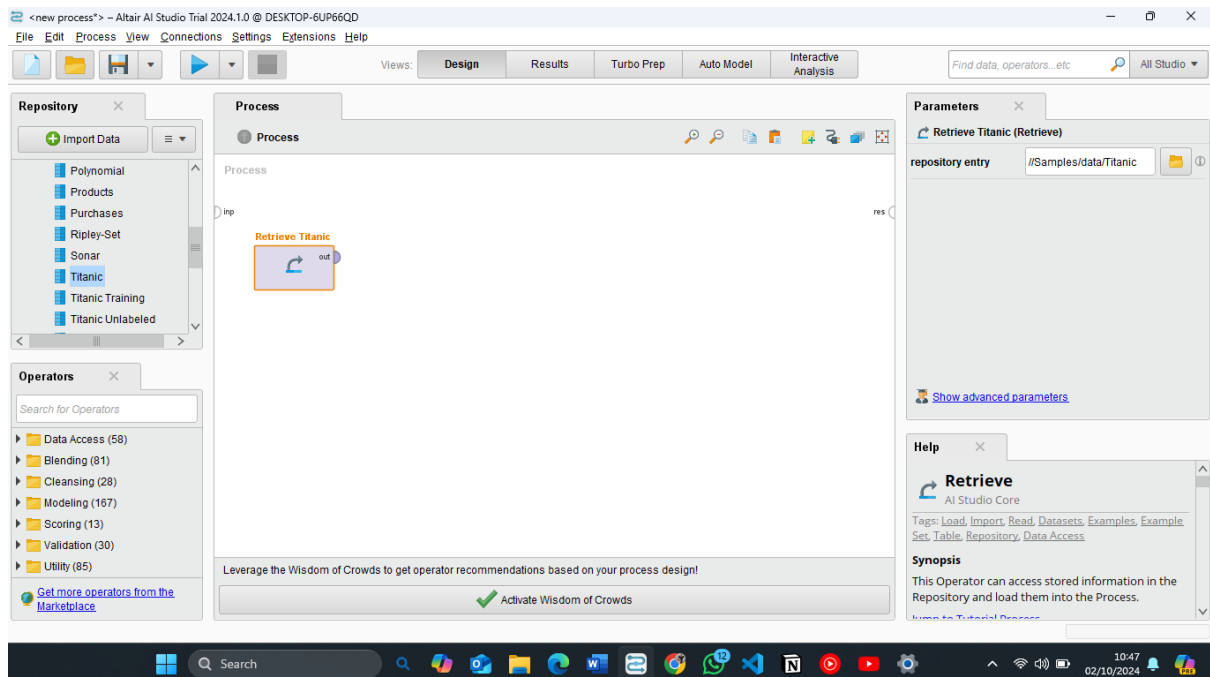 <new process*> – Altair AI Studio Trial 2024.1.0 @ DESKTOP-6UP66QD
File Edit Process View Connections Settings Extensions Help
Views: Design Results Turbo Prep Auto Model Interactive Analysis
Find data, operators...etc All Studio
Repository
Import Data
Polynomial
Products
Purchases
Ripley-Set
Sonar
Titanic
Titanic Training
Titanic Unlabeled
Operators
Search for Operators
Data Access (58)
Blending (81)
Cleansing (28)
Modeling (167)
Scoring (13)
Validation (30)
Utility (85)
Get more operators from the
Marketplace
Process
Process
Process
inp
res
Retrieve Titanic
out
Leverage the Wisdom of Crowds to get operator recommendations based on your process design!
Activate Wisdom of Crowds
Parameters
Retrieve Titanic (Retrieve)
repository entry //Samples/data/Titanic
Show advanced parameters
Help
Retrieve
AI Studio Core
Tags: Load, Import, Read, Datasets, Examples, Example
Set, Table, Repository, Data Access
Synopsis
This Operator can access stored information in the
Repository and load them into the Process.
Jump to Tutorial Process
Search
12
PRE
10:47
02/10/2024